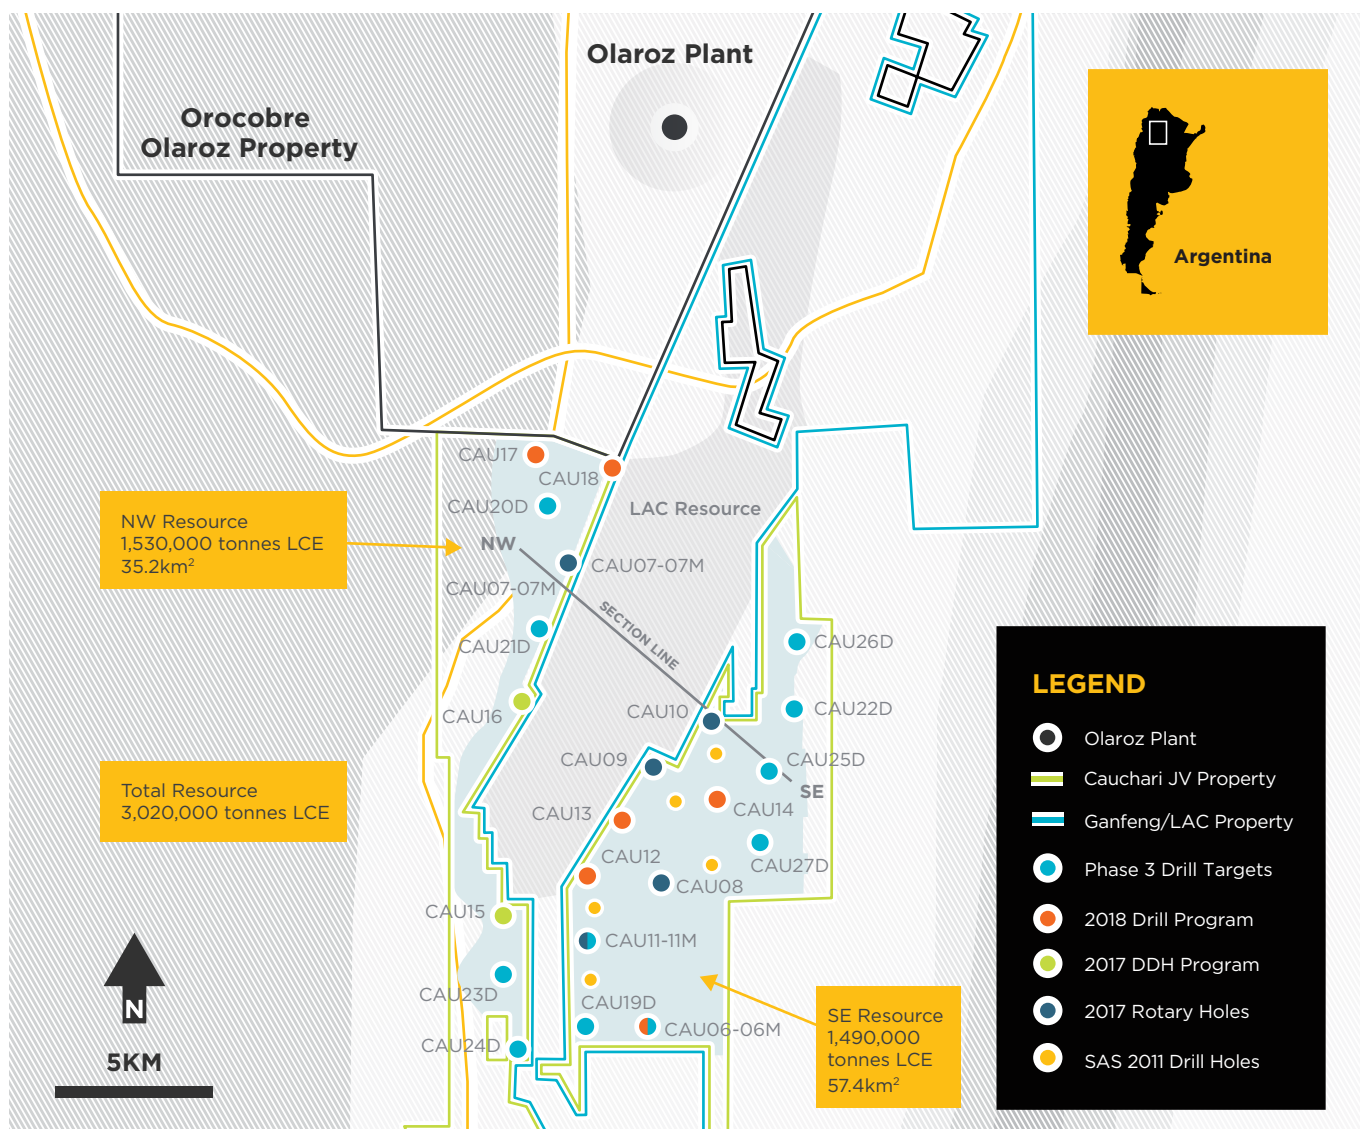 Olaroz Plant
Orocobre
Olaroz Property
Argentina
CAU17
CAU18
CAU20D
LAC Resource
NW Resource
1,530,000 tonnes LCE
35.2km²
NW
CAU07-07M
CAU07-07M
SECTION LINE
CAU21D
CAU26D
CAU16
CAU10
CAU22D
CAU09
CAU25D
SE
Total Resource
3,020,000 tonnes LCE
CAU13
CAU14
CAU12
CAU27D
CAU08
CAU15
CAU11-11M
CAU23D
CAU19D
CAU06-06M
CAU24D
SE Resource
1,490,000
tonnes LCE
57.4km²
N
5KM
LEGEND
Olaroz Plant
Cauchari JV Property
Ganfeng/LAC Property
Phase 3 Drill Targets
2018 Drill Program
2017 DDH Program
2017 Rotary Holes
SAS 2011 Drill Holes